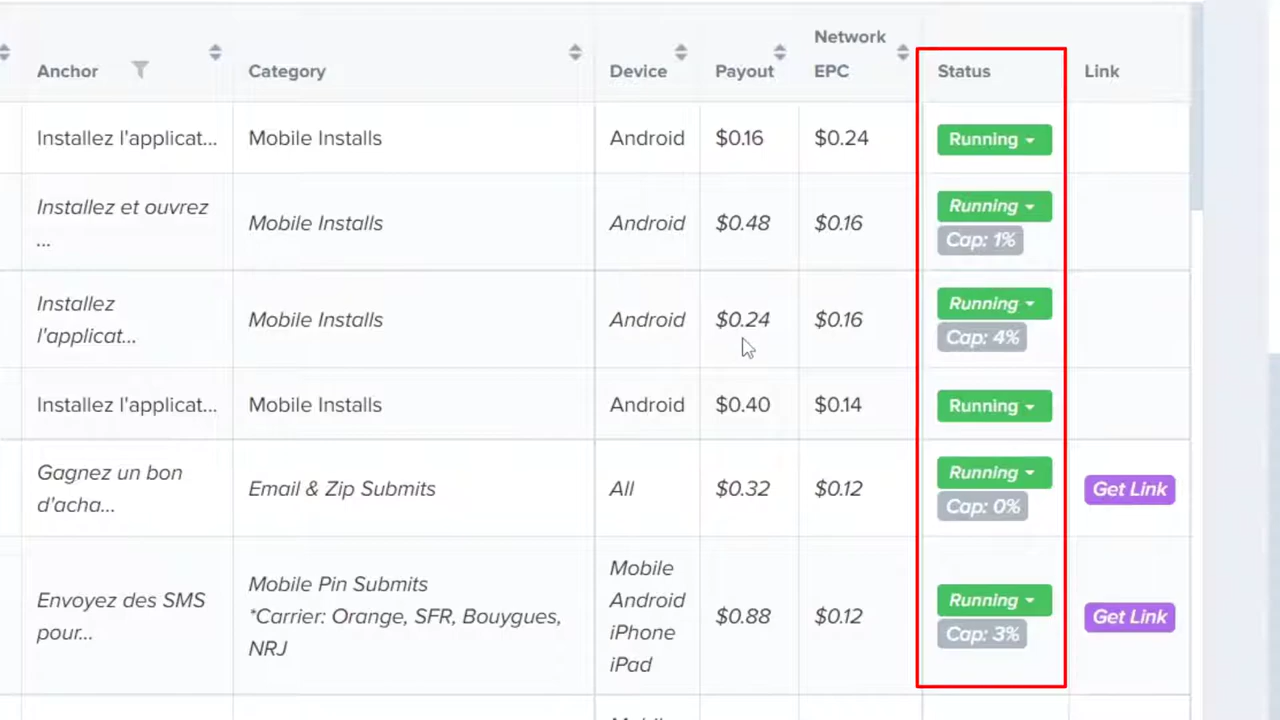 Network
Anchor Category Device Payout EPC Status Link
Installez l'applicat... Mobile Installs Android $0.16 $0.24 Running
Installez et ouvrez
... Mobile Installs Android $0.48 $0.16 Running
Cap: 1%
Installez
l'applicat... Mobile Installs Android $0.24 $0.16 Running
Cap: 4%
Installez l'applicat... Mobile Installs Android $0.40 $0.14 Running
Gagnez un bon
d'acha... Email & Zip Submits All $0.32 $0.12 Running
Cap: 0% Get Link
Envoyez des SMS
pour... Mobile Pin Submits
*Carrier: Orange, SFR, Bouygues,
NRJ Mobile
Android
iPhone
iPad $0.88 $0.12 Running
Cap: 3% Get Link